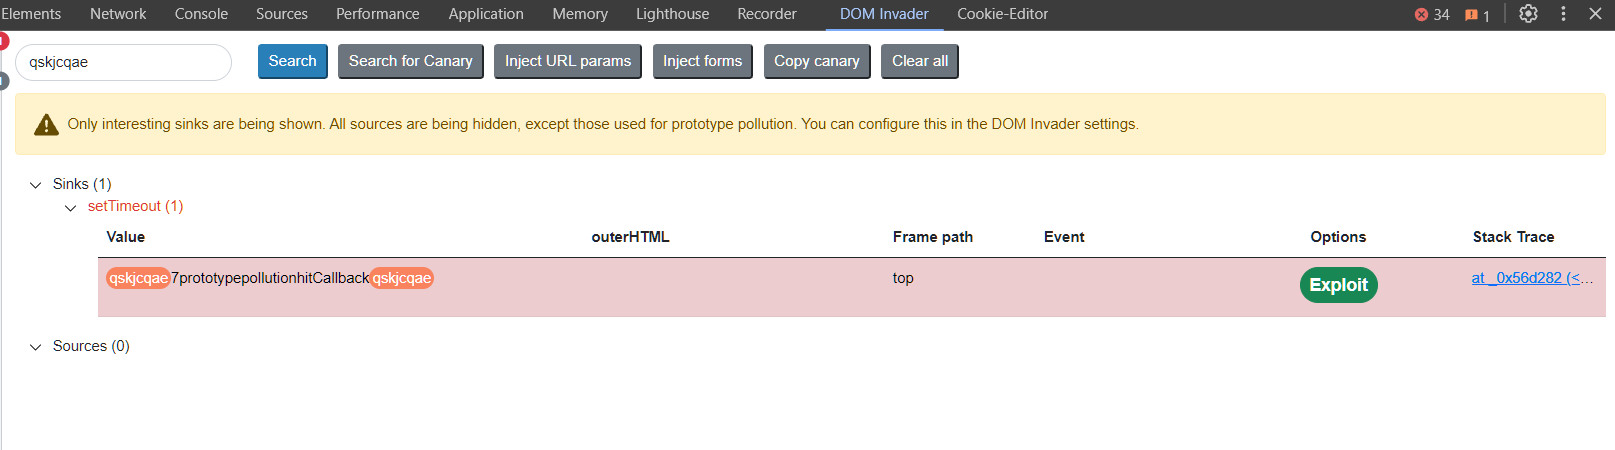 Elements Network Console Sources Performance Application Memory Lighthouse Recorder DOM Invader Cookie-Editor 34 1
qskjcqae Search Search for Canary Inject URL params Inject forms Copy canary Clear all
Only interesting sinks are being shown. All sources are being hidden, except those used for prototype pollution. You can configure this in the DOM Invader settings.
Sinks (1)
setTimeout (1)
Value outerHTML Frame path Event Options Stack Trace
qskjcqae7prototypepollutionhitCallbackqskjcqae top Exploit at _0x56d282 (<...
Sources (0)